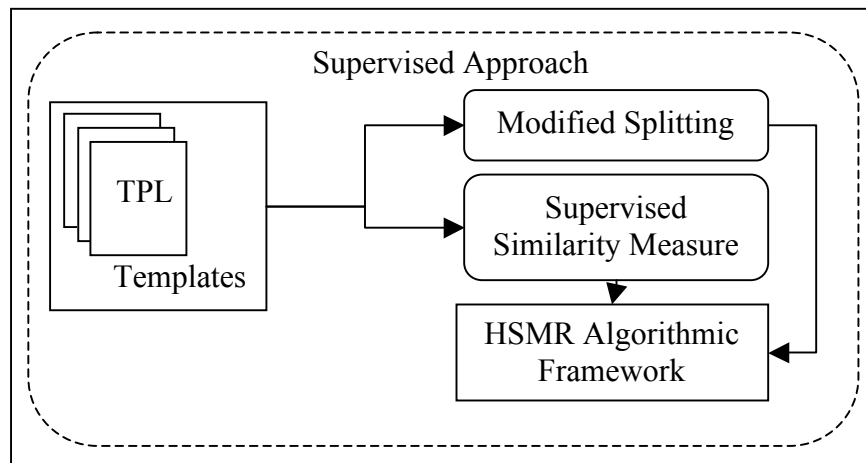 Supervised Approach
TPL
Templates
Modified Splitting
Supervised
Similarity Measure
HSMR Algorithmic
Framework